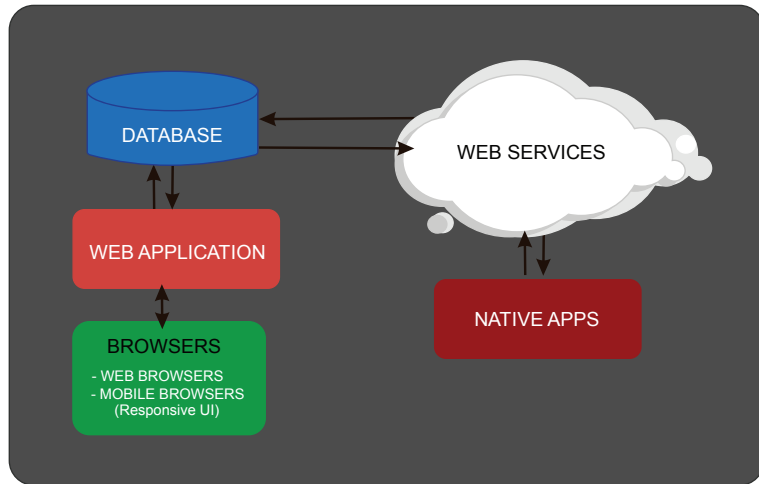 DATABASE
WEB SERVICES
WEB APPLICATION
NATIVE APPS
BROWSERS
- WEB BROWSERS
- MOBILE BROWSERS
(Responsive UI)